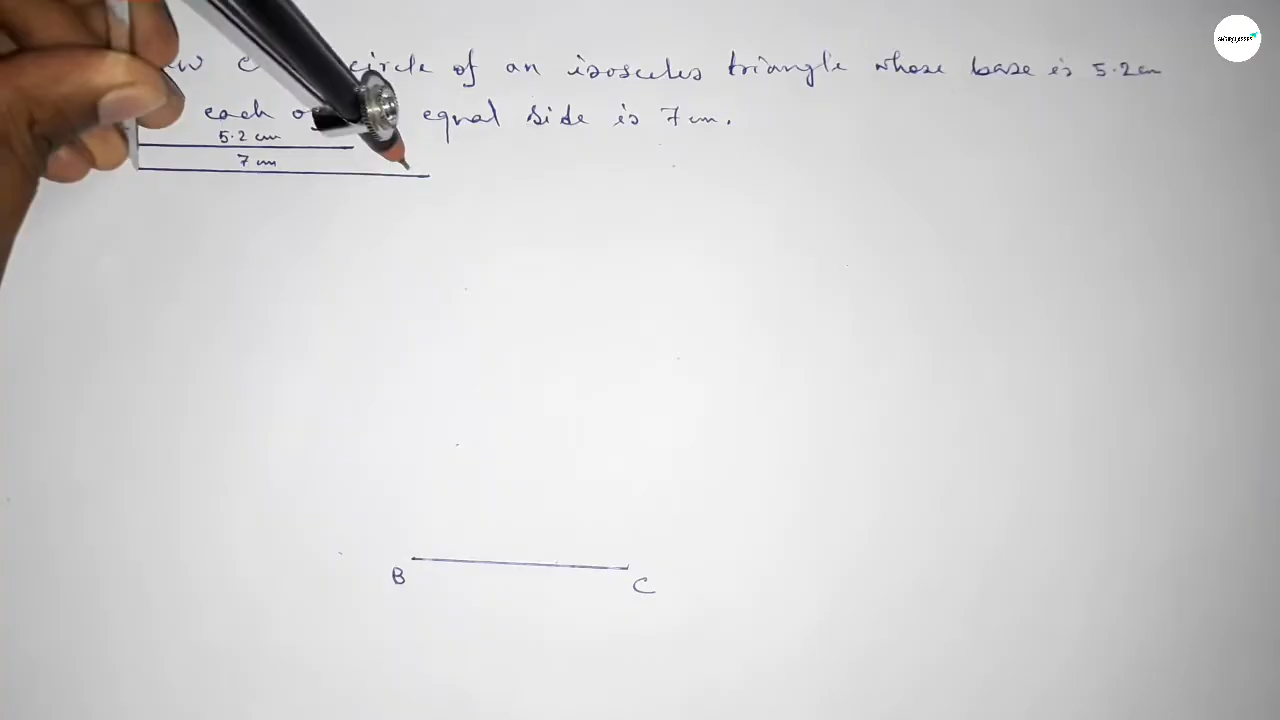 circle of an isosceles triangle whose base is 5.2cm
each equal side is 7cm.
5.2 cm
7 cm
B
C